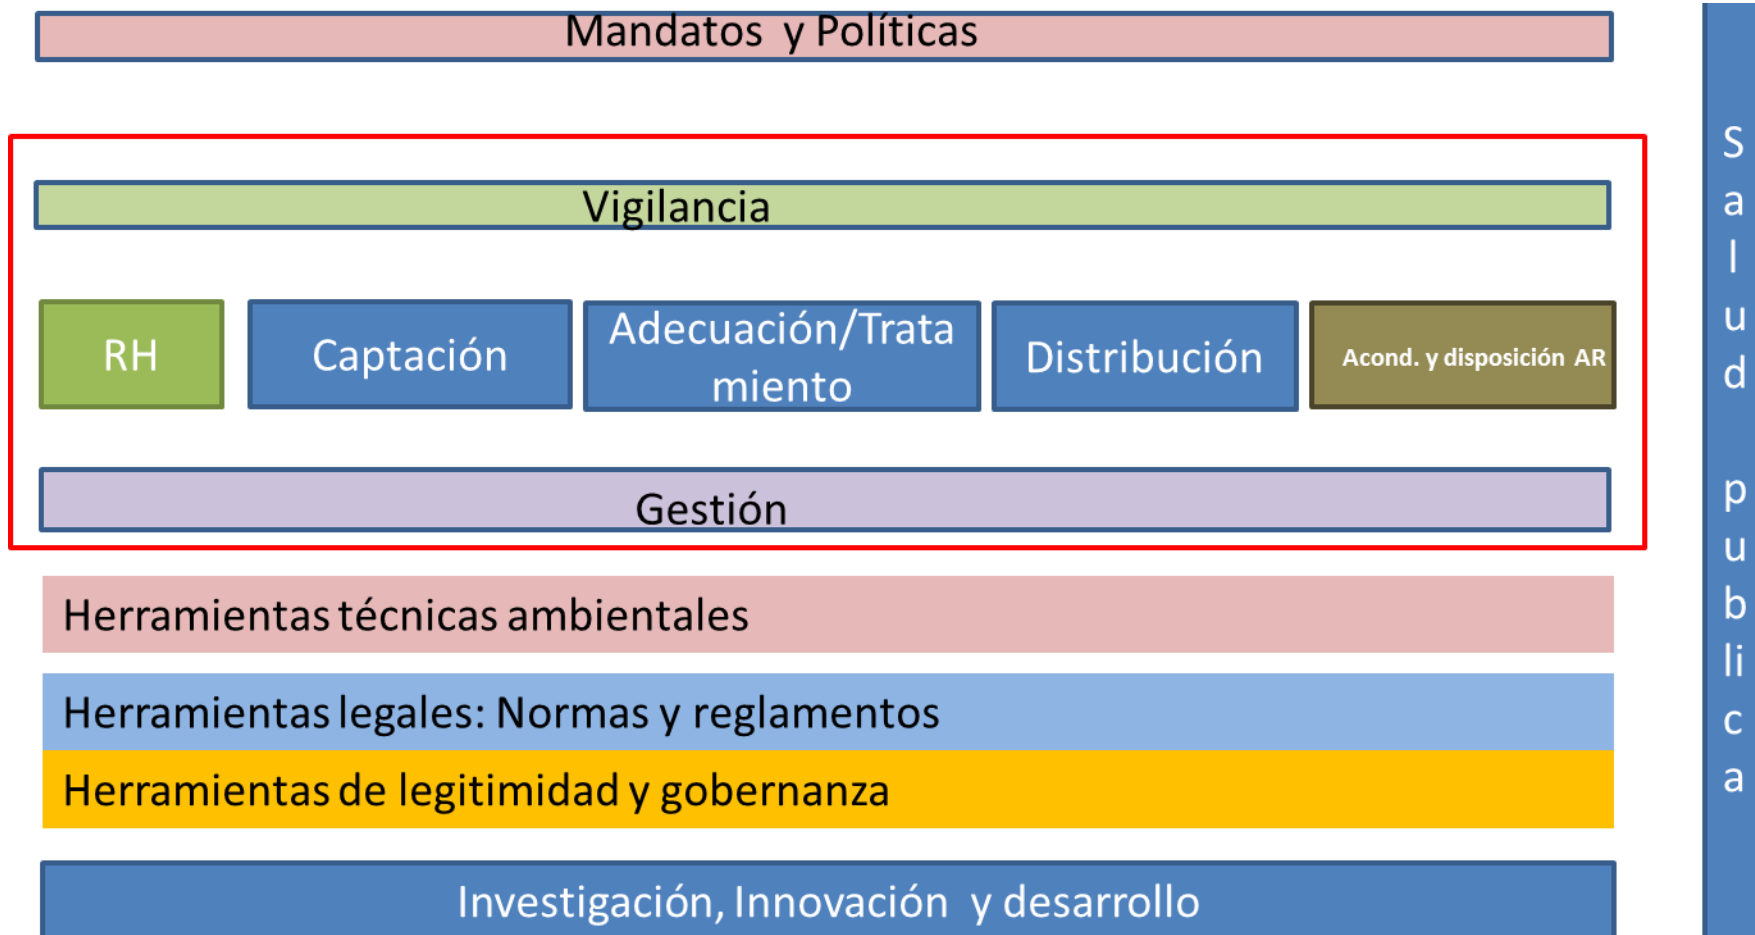 Mandatos y Políticas
Vigilancia
RH
Captación
Adecuación/Trata
miento
Distribución
Acond. y disposición AR
Gestión
Herramientas técnicas ambientales
Herramientas legales: Normas y reglamentos
Herramientas de legitimidad y gobernanza
Investigación, Innovación y desarrollo
S
a
l
u
d
p
u
b
li
c
a